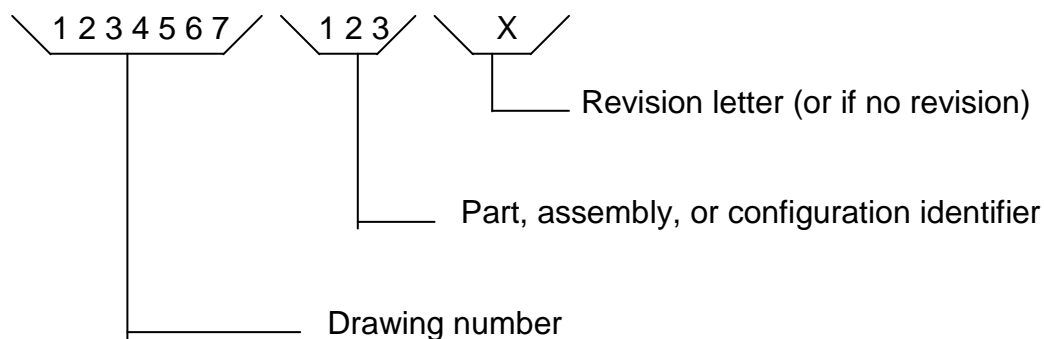 1 2 3 4 5 6 7 1 2 3 X
Revision letter (or if no revision)
Part, assembly, or configuration identifier
Drawing number